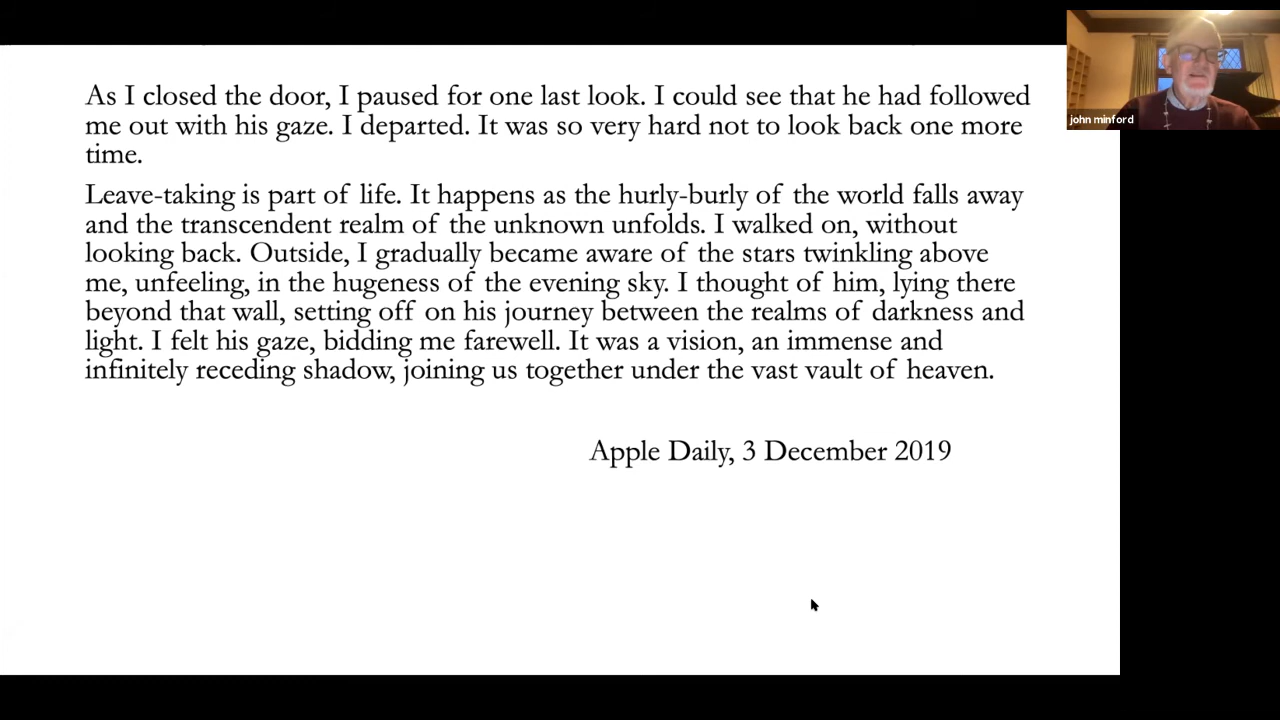 As I closed the door, I paused for one last look. I could see that he had followed
me out with his gaze. I departed. It was so very hard not to look back one more
time.
Leave-taking is part of life. It happens as the hurly-burly of the world falls away
and the transcendent realm of the unknown unfolds. I walked on, without
looking back. Outside, I gradually became aware of the stars twinkling above
me, unfeeling, in the hugeness of the evening sky. I thought of him, lying there
beyond that wall, setting off on his journey between the realms of darkness and
light. I felt his gaze, bidding me farewell. It was a vision, an immense and
infinitely receding shadow, joining us together under the vast vault of heaven.
Apple Daily, 3 December 2019
john minford